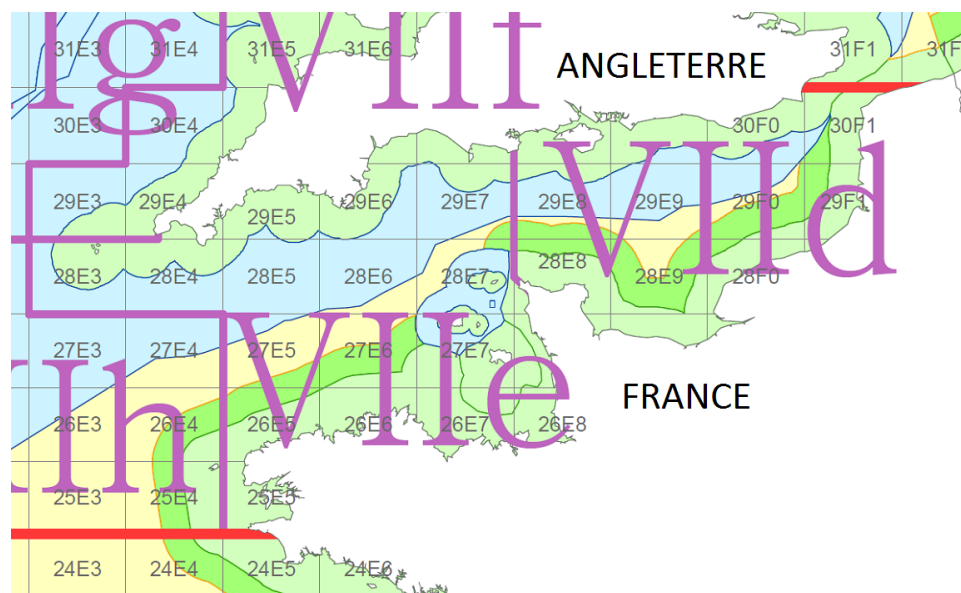 31E3 31E4 31E5 31E6 31F1 31F
g VIIf
ANGLETERRE
30E3 30E4 30F0 30F1
VIId
29E3 29E4 29E5 29E6 29E7 29E8 29E9 29F0 29F1
28E3 28E4 28E5 28E6 28E7 28E8 28E9 28F0
27E3 27E4 27E5 27E6 27E7
VIIe
IIh
FRANCE
26E3 26E4 26E5 26E6 26E7 26E8
25E3 25E4 25E5
24E3 24E4 24E5 24E6